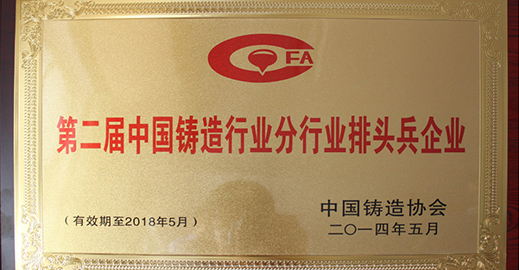 CFA
第二届中国铸造行业分行业排头兵企业
中国铸造协会
(有效期至2018年5月)
二〇一四年五月